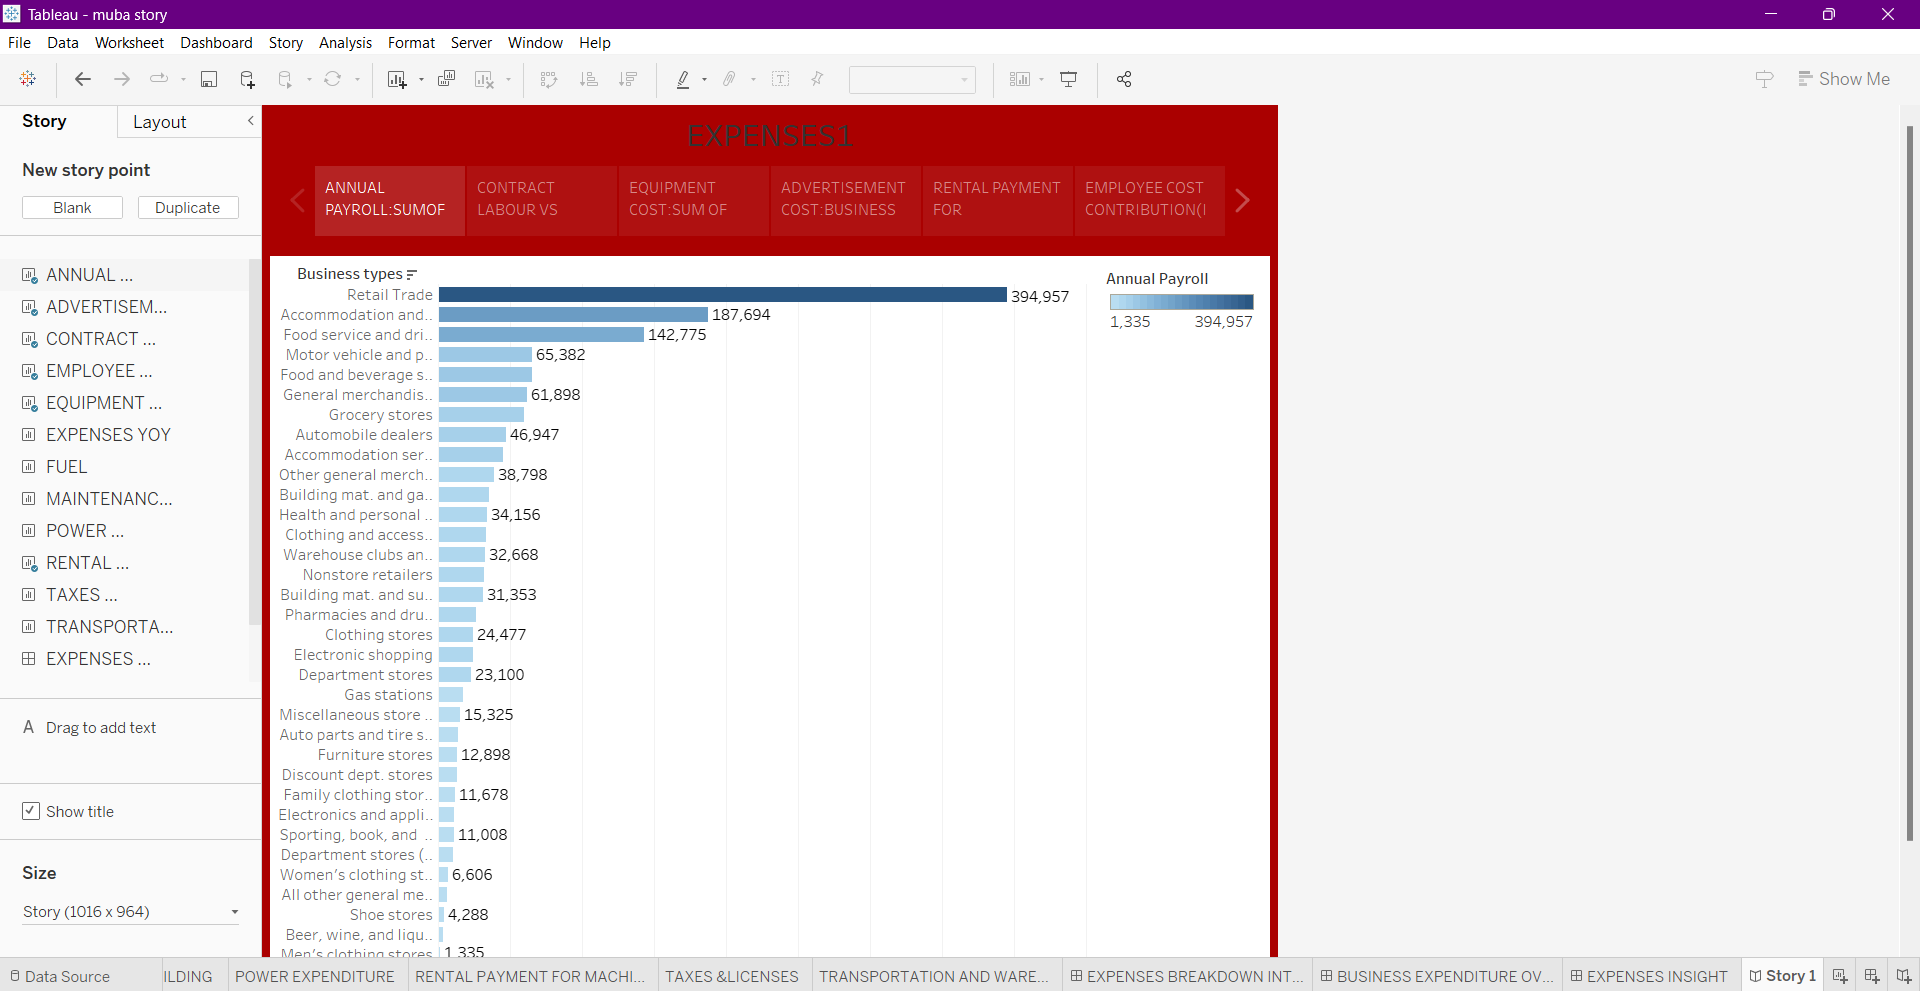 Tableau - muba story
File Data Worksheet Dashboard Story Analysis Format Server Window Help
Show Me
Story Layout
New story point
Blank Duplicate
ANNUAL ...
ADVERTISEM...
CONTRACT ...
EMPLOYEE ...
EQUIPMENT ...
EXPENSES YOY
FUEL
MAINTENANC...
POWER ...
RENTAL ...
TAXES ...
TRANSPORTA...
EXPENSES ...
A Drag to add text
Show title
Size
Story (1016 x 964)
EXPENSES1
ANNUAL
PAYROLL:SUMOF
CONTRACT
LABOUR VS
EQUIPMENT
COST:SUM OF
ADVERTISEMENT
COST:BUSINESS
RENTAL PAYMENT
FOR
EMPLOYEE COST
CONTRIBUTION(I
Business types
Retail Trade 394,957
Accommodation and.. 187,694
Food service and dri.. 142,775
Motor vehicle and p.. 65,382
Food and beverage s..
General merchandis.. 61,898
Grocery stores
Automobile dealers 46,947
Accommodation ser..
Other general merch.. 38,798
Building mat. and ga..
Health and personal .. 34,156
Clothing and access..
Warehouse clubs an.. 32,668
Nonstore retailers
Building mat. and su.. 31,353
Pharmacies and dru..
Clothing stores 24,477
Electronic shopping
Department stores 23,100
Gas stations
Miscellaneous store .. 15,325
Auto parts and tire s..
Furniture stores 12,898
Discount dept. stores
Family clothing stor.. 11,678
Electronics and appli..
Sporting, book, and .. 11,008
Department stores (..
Women's clothing st.. 6,606
All other general me..
Shoe stores 4,288
Beer, wine, and liqu..
Men's clothing stores 1,335
Annual Payroll
1,335 394,957
Data Source ILDING POWER EXPENDITURE RENTAL PAYMENT FOR MACHI... TAXES &LICENSES TRANSPORTATION AND WARE... EXPENSES BREAKDOWN INT... BUSINESS EXPENDITURE OV... EXPENSES INSIGHT Story 1